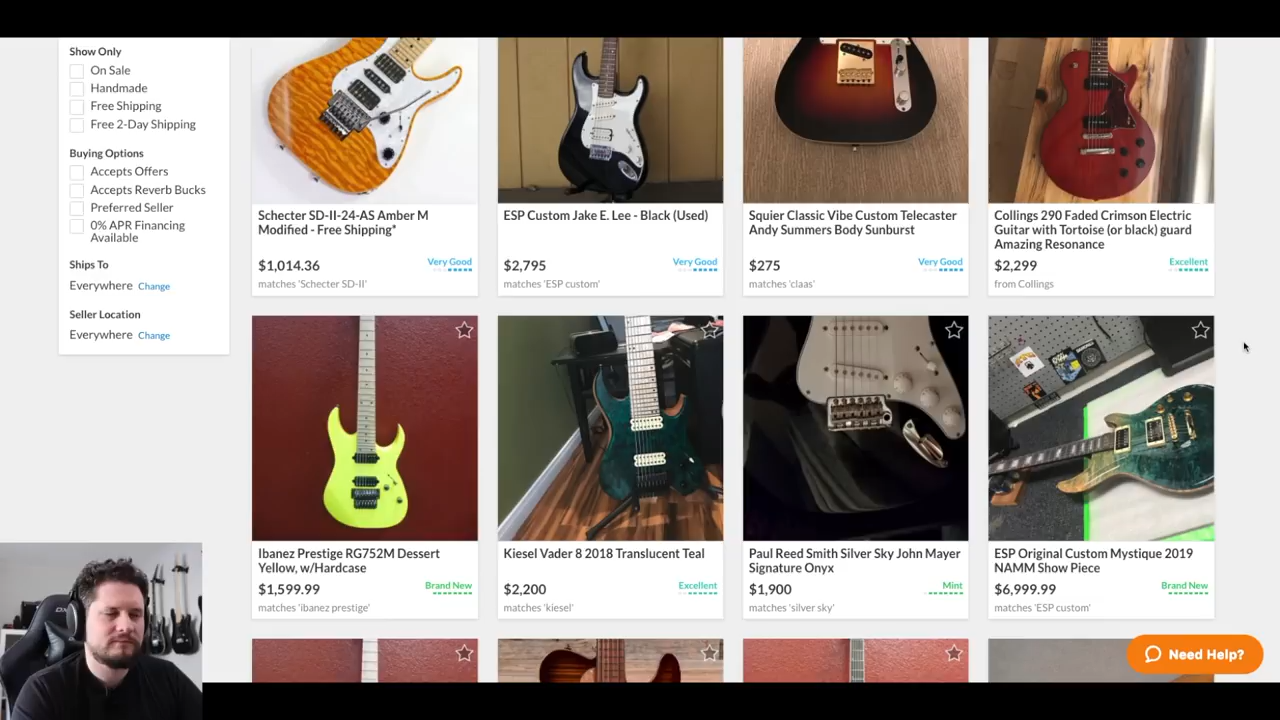 Show Only
On Sale
Handmade
Free Shipping
Free 2-Day Shipping
Buying Options
Accepts Offers
Accepts Reverb Bucks
Preferred Seller
0% APR Financing
Available
Ships To
Everywhere Change
Seller Location
Everywhere Change
Schecter SD-II-24-AS Amber M
Modified - Free Shipping*
$1,014.36
Very Good
matches 'Schecter SD-II'
ESP Custom Jake E. Lee - Black (Used)
$2,795
Very Good
matches 'ESP custom'
Squier Classic Vibe Custom Telecaster
Andy Summers Body Sunburst
$275
Very Good
matches 'claas'
Collings 290 Faded Crimson Electric
Guitar with Tortoise (or black) guard
Amazing Resonance
$2,299
Excellent
from Collings
Ibanez Prestige RG752M Dessert
Yellow, w/Hardcase
$1,599.99
Brand New
matches 'ibanez prestige'
Kiesel Vader 8 2018 Translucent Teal
$2,200
Excellent
matches 'kiesel'
Paul Reed Smith Silver Sky John Mayer
Signature Onyx
$1,900
Mint
matches 'silver sky'
ESP Original Custom Mystique 2019
NAMM Show Piece
$6,999.99
Brand New
matches 'ESP custom'
Need Help?